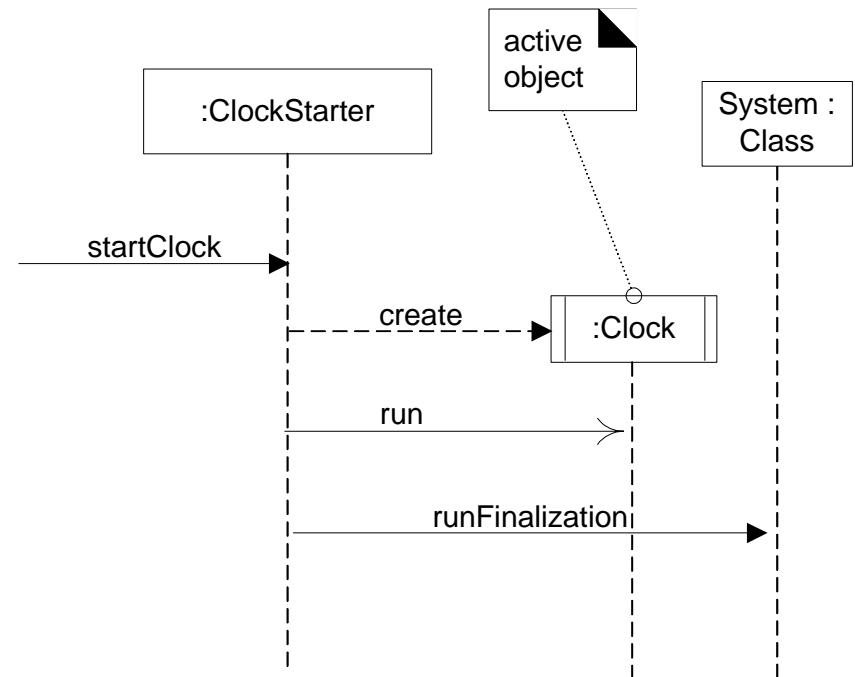 active
object
:ClockStarter
System :
Class
startClock
create
:Clock
run
runFinalization